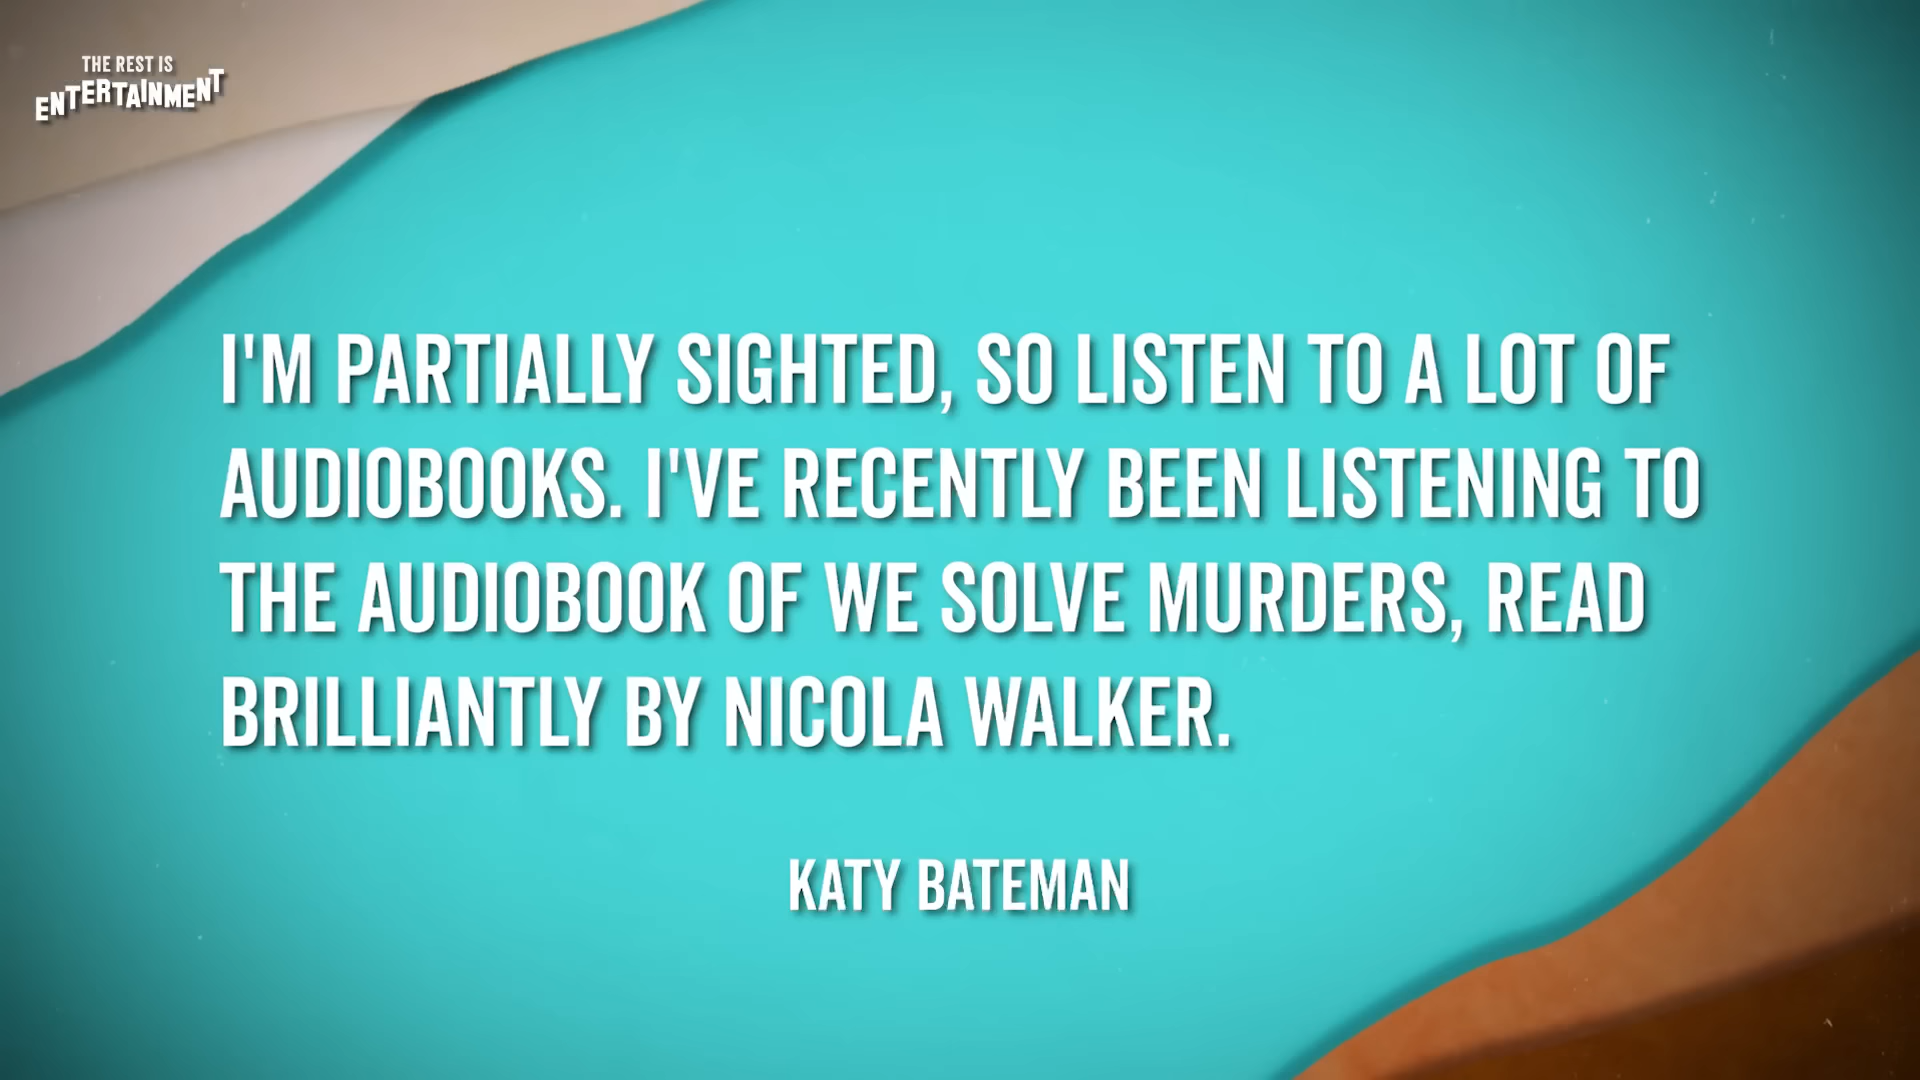 THE REST IS
ENTERTAINMENT
I'M PARTIALLY SIGHTED, SO LISTEN TO A LOT OF
AUDIOBOOKS. I'VE RECENTLY BEEN LISTENING TO
THE AUDIOBOOK OF WE SOLVE MURDERS, READ
BRILLIANTLY BY NICOLA WALKER.
KATY BATEMAN